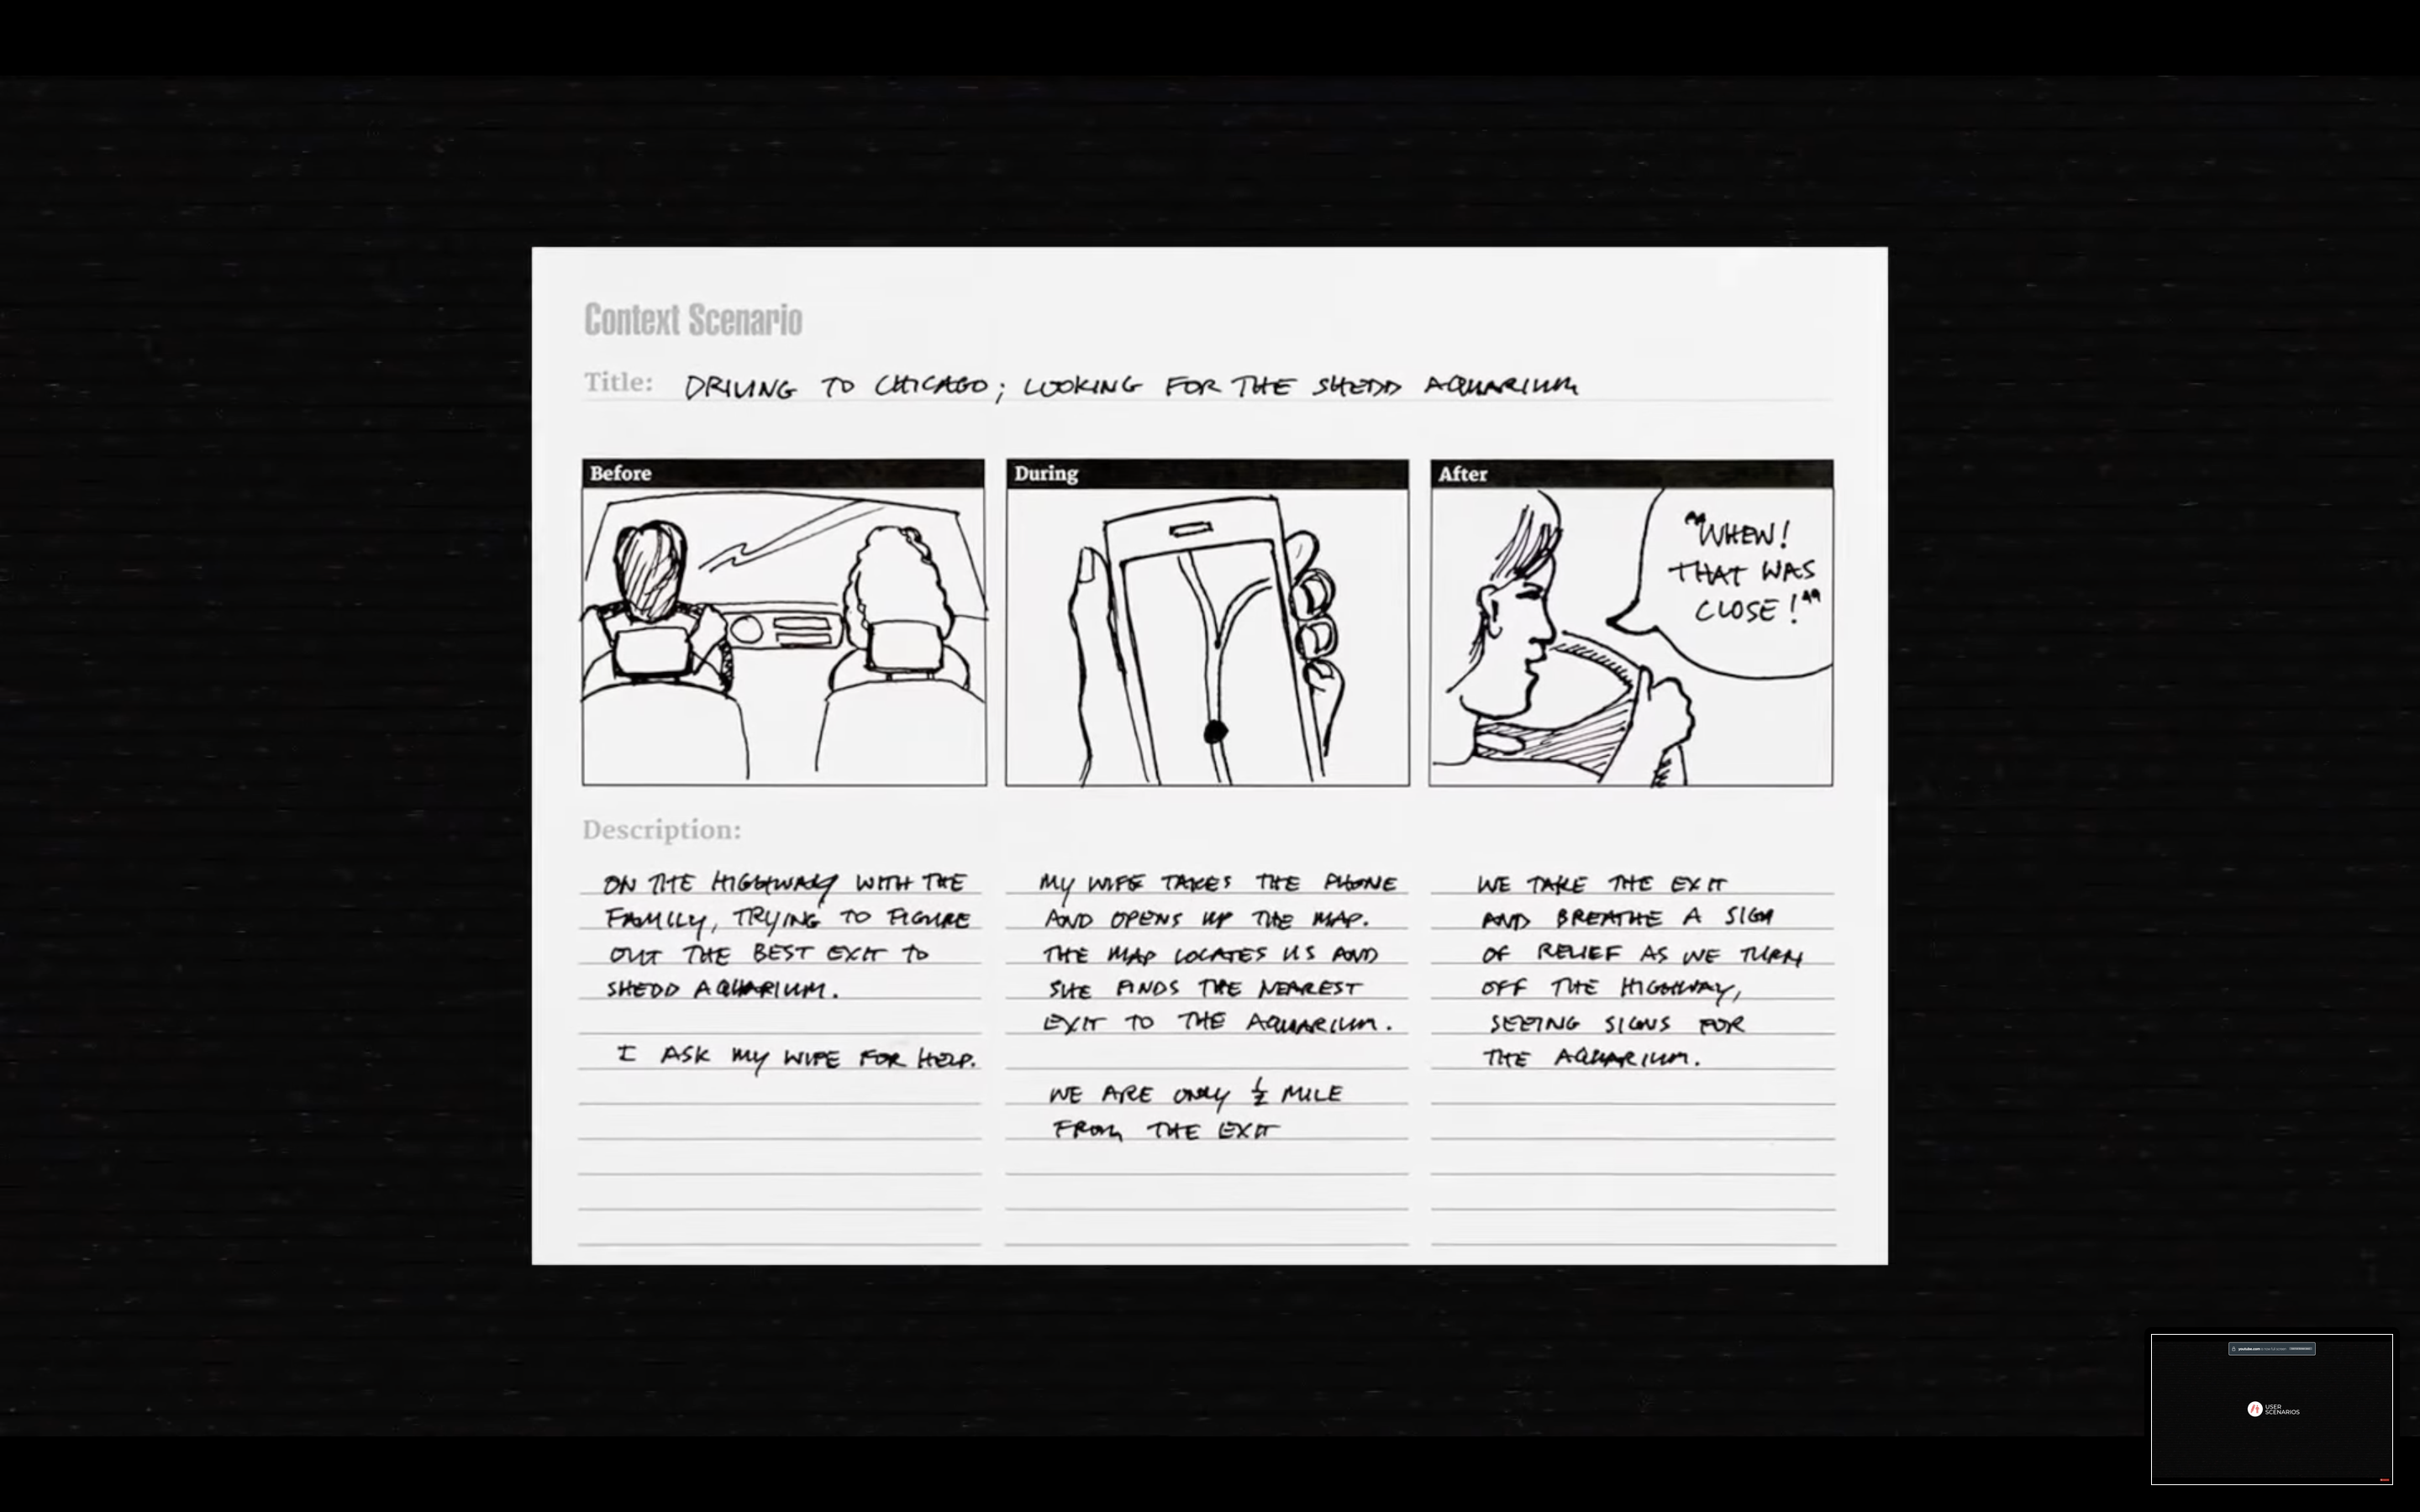 Context Scenario
Title: DRIVING TO CHICAGO; LOOKING FOR THE SHEDD AQUARIUM
Before
During
After
"WHEW!
THAT WAS
CLOSE!"
Description:
ON THE HIGHWAY WITH THE
FAMILY, TRYING TO FIGURE
OUT THE BEST EXIT TO
SHEDD AQUARIUM.
I ASK MY WIFE FOR HELP.
MY WIFE TAKES THE PHONE
AND OPENS UP THE MAP.
THE MAP LOCATES US AND
SHE FINDS THE NEAREST
EXIT TO THE AQUARIUM.
WE ARE ONLY ½ MILE
FROM THE EXIT
WE TAKE THE EXIT
AND BREATHE A SIGH
OF RELIEF AS WE TURN
OFF THE HIGHWAY,
SEEING SIGNS FOR
THE AQUARIUM.
USER
SCENARIOS